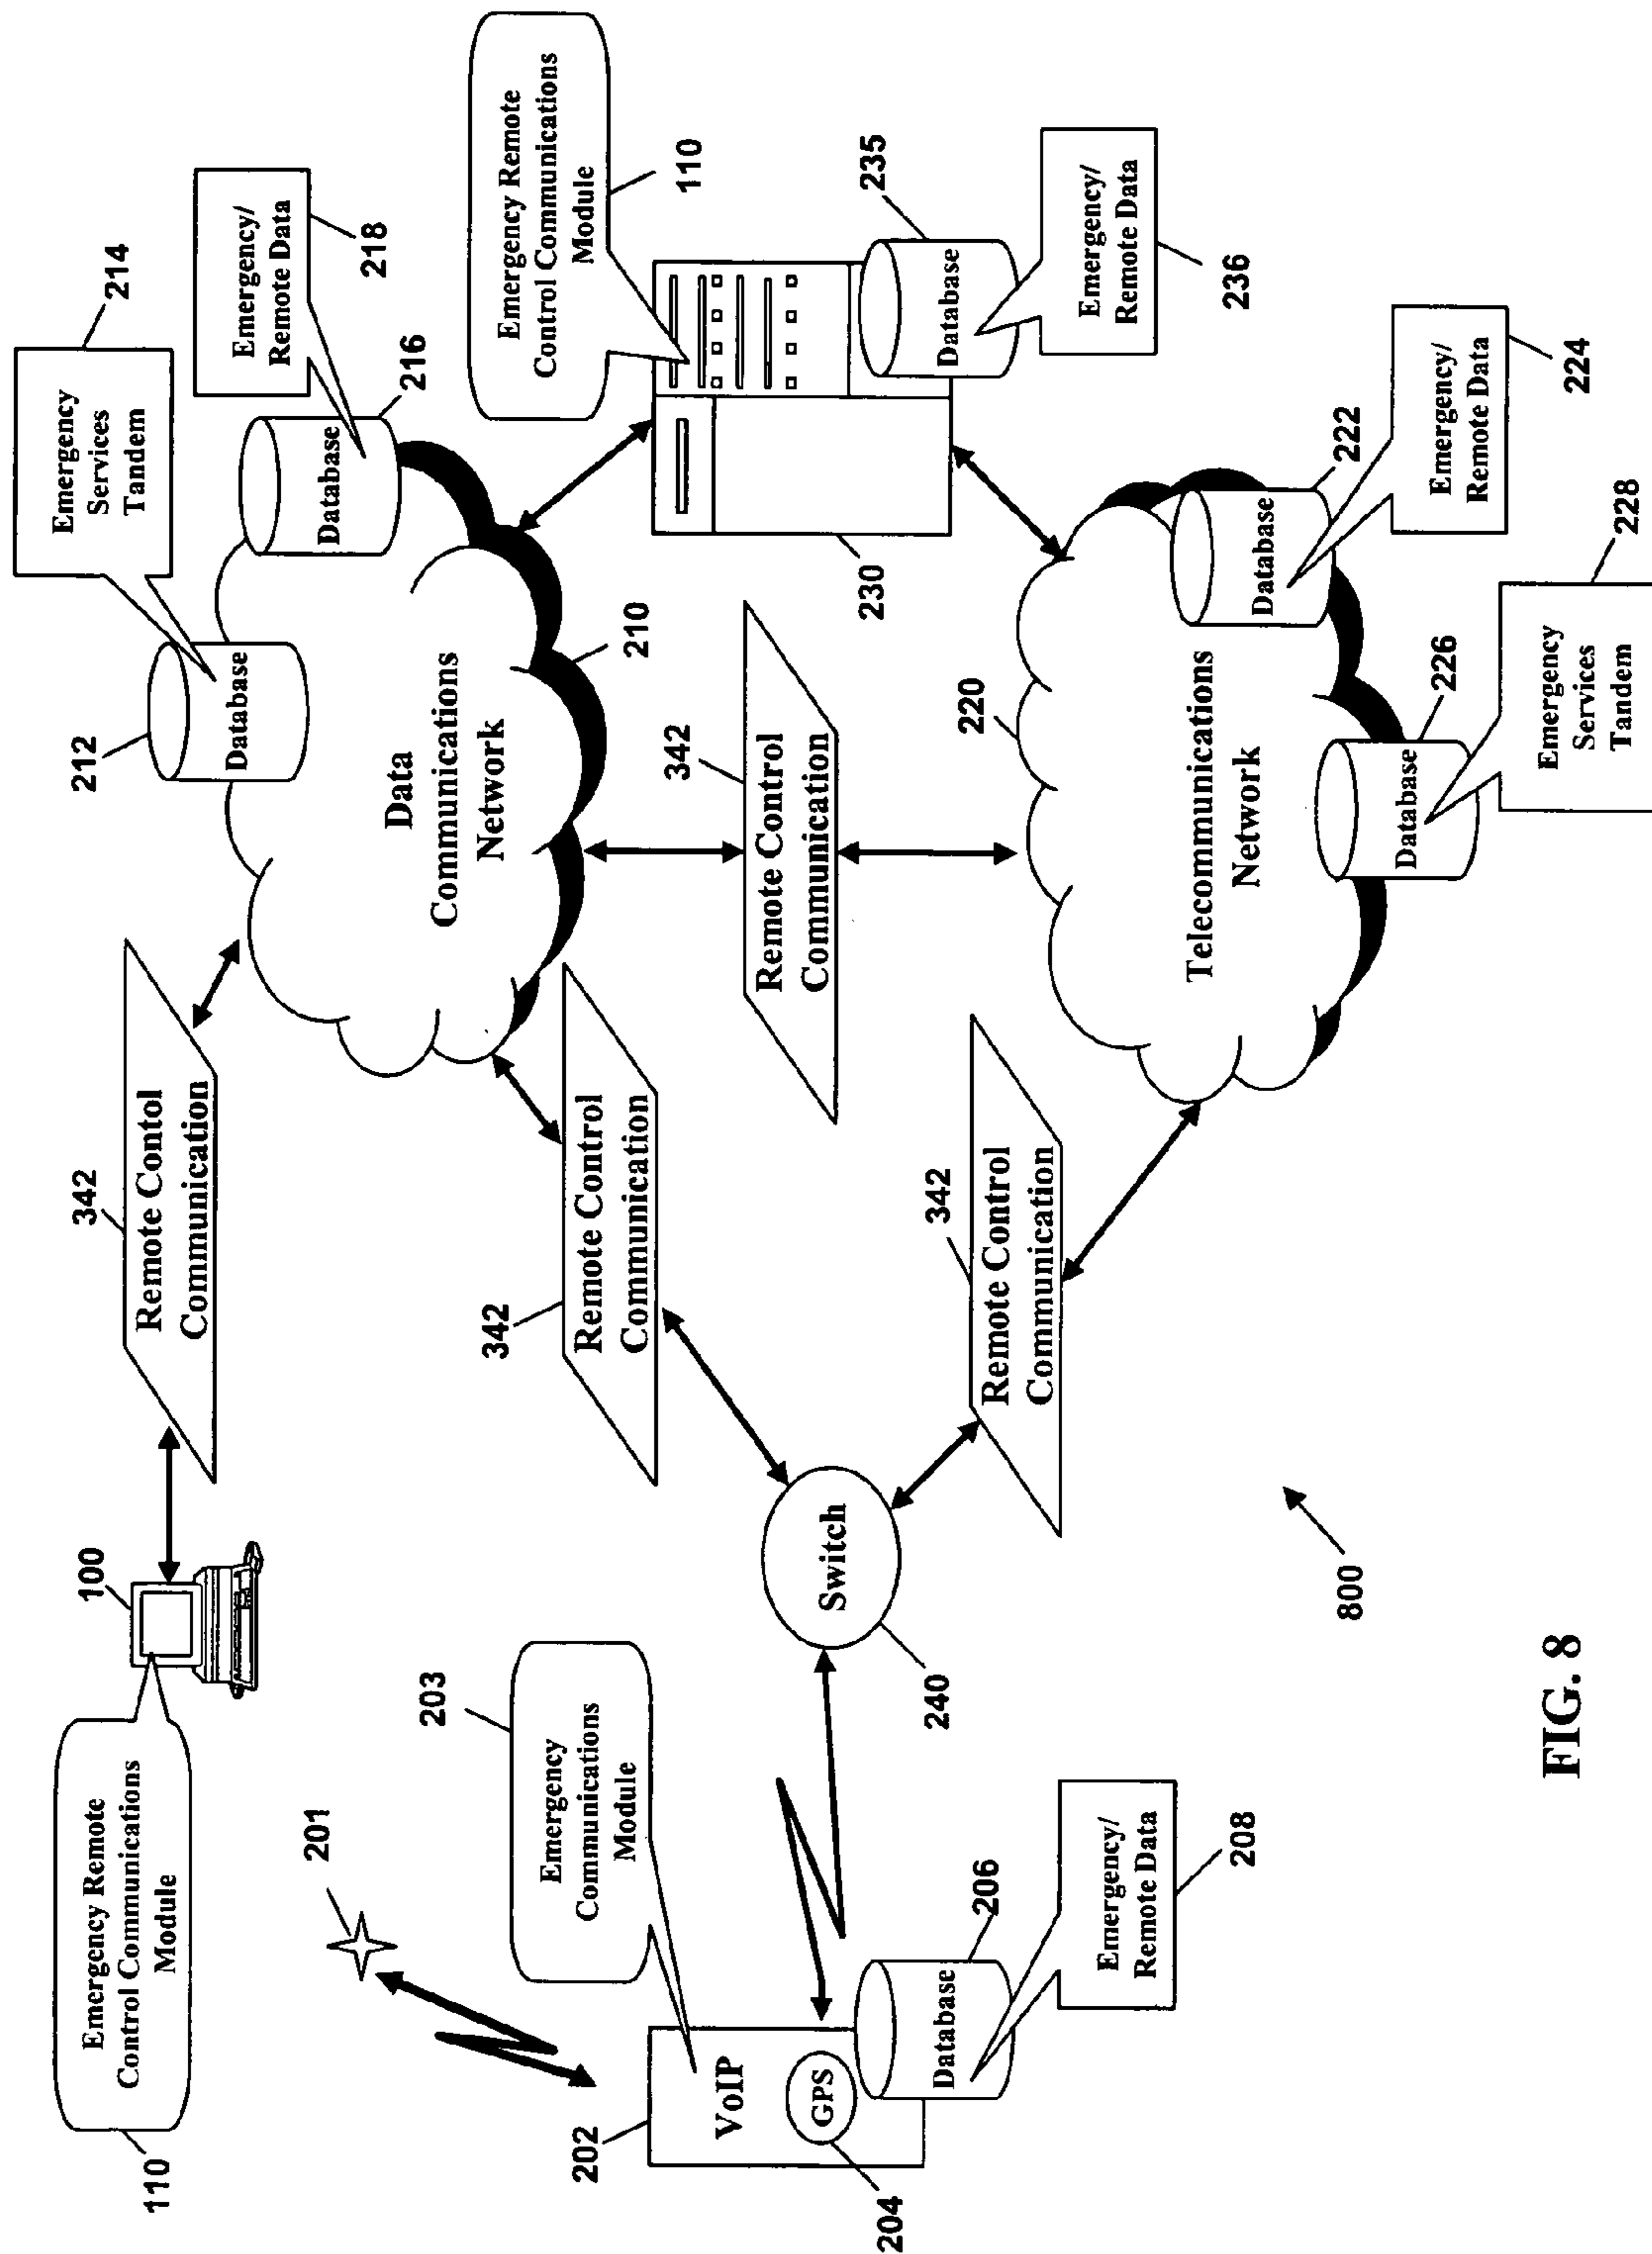 110
Emergency Remote
Control Communications
Module
100
342
Remote Contol
Communication
212
Database
214
Emergency
Services
Tandem
Emergency/
Remote Data
218
216
Database
Data
Communications
Network
210
201
203
Emergency
Communications
Module
342
Remote Control
Communication
342
Remote Control
Communication
Emergency Remote
Control Communications
Module
110
230
235
Database
Emergency/
Remote Data
236
202
VoIP
GPS
204
206
Database
Emergency/
Remote Data
208
Switch
240
342
Remote Control
Communication
220
Telecommunications
Network
222
Database
Emergency/
Remote Data
224
226
Database
228
Emergency
Services
Tandem
800
FIG. 8